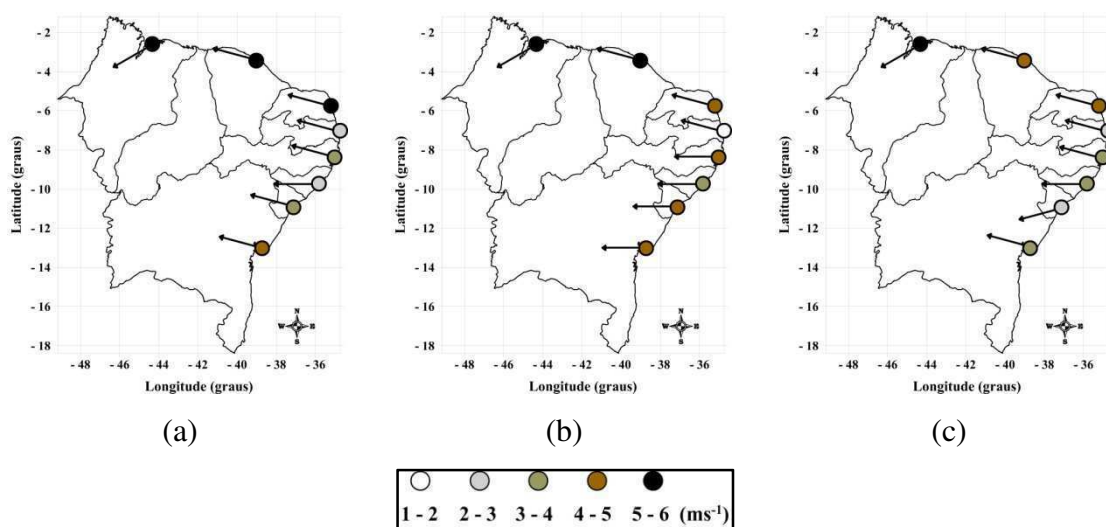 - 2
- 4
- 6
- 8
- 10
- 12
- 14
- 16
- 18
Latitude (graus)
N
W E
S
- 48 - 46 - 44 - 42 - 40 - 38 - 36
Longitude (graus)
(a)
- 2
- 4
- 6
- 8
- 10
- 12
- 14
- 16
- 18
Latitude (graus)
N
W E
S
- 48 - 46 - 44 - 42 - 40 - 38 - 36
Longitude (graus)
(b)
- 2
- 4
- 6
- 8
- 10
- 12
- 14
- 16
- 18
Latitude (graus)
N
W E
S
- 48 - 46 - 44 - 42 - 40 - 38 - 36
Longitude (graus)
(c)
1 - 2 2 - 3 3 - 4 4 - 5 5 - 6 (ms⁻¹)